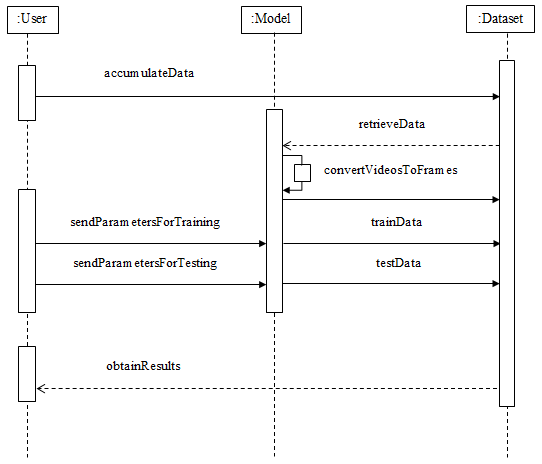 :User
:Model
:Dataset
accumulateData
retrieveData
convertVideosToFrames
sendParametersForTraining
trainData
sendParametersForTesting
testData
obtainResults